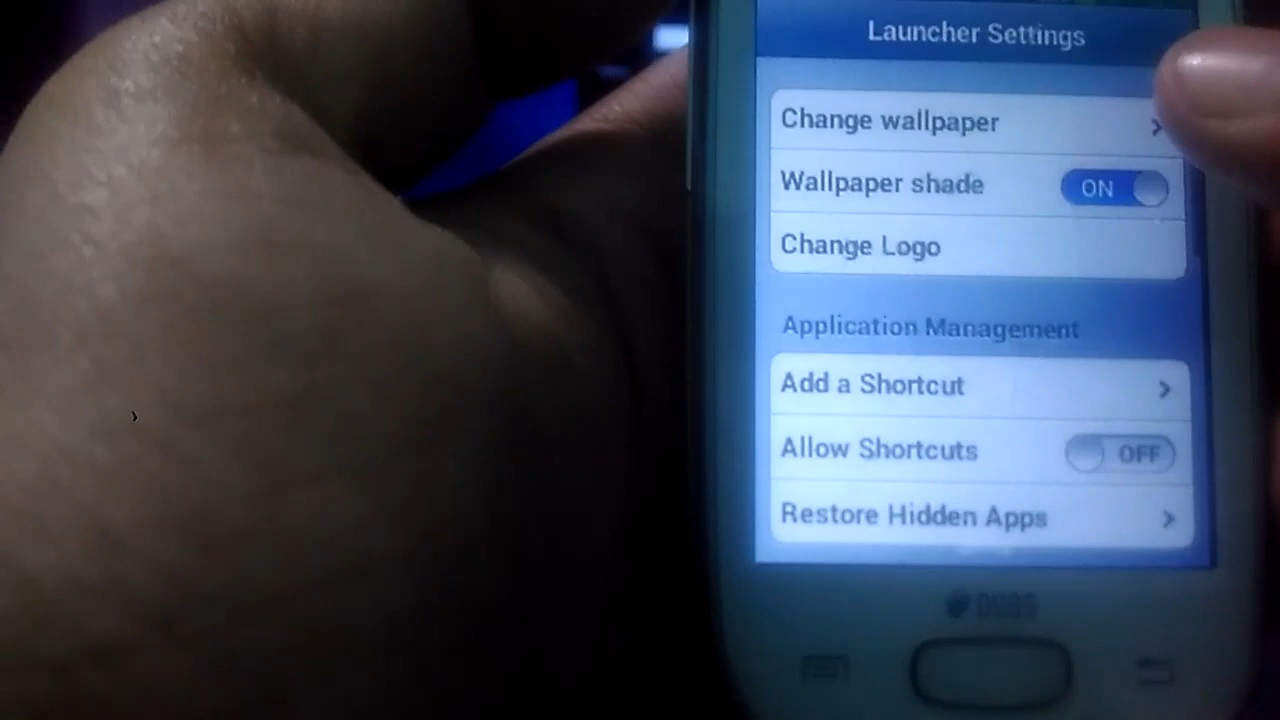 Launcher Settings
Change wallpaper
Wallpaper shade ON
Change Logo
Application Management
Add a Shortcut
Allow Shortcuts OFF
Restore Hidden Apps
DUOS